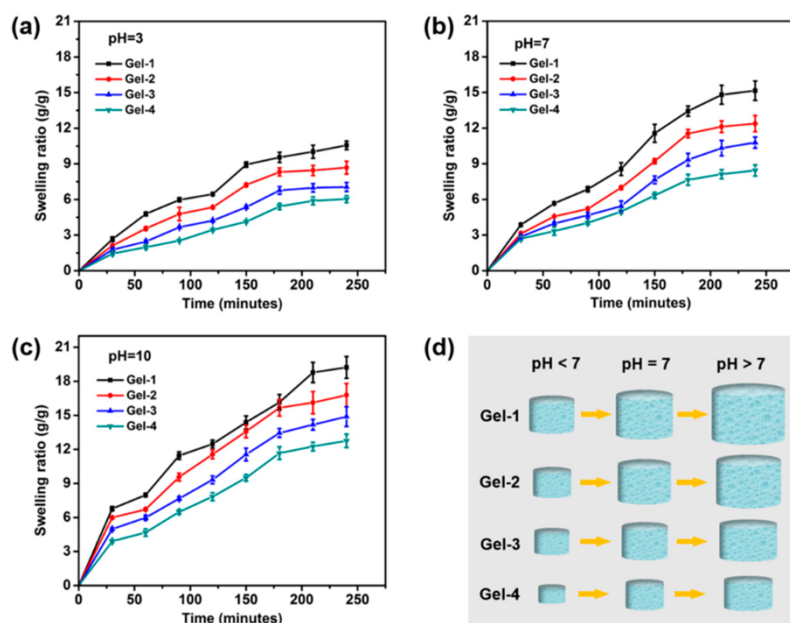 (a)
pH=3
Gel-1
Gel-2
Gel-3
Gel-4
Swelling ratio (g/g)
21
18
15
12
9
6
3
0
0 50 100 150 200 250
Time (minutes)
(b)
pH=7
Gel-1
Gel-2
Gel-3
Gel-4
Swelling ratio (g/g)
21
18
15
12
9
6
3
0
0 50 100 150 200 250
Time (minutes)
(c)
pH=10
Gel-1
Gel-2
Gel-3
Gel-4
Swelling ratio (g/g)
21
18
15
12
9
6
3
0
0 50 100 150 200 250
Time (minutes)
(d)
pH < 7 pH = 7 pH > 7
Gel-1
Gel-2
Gel-3
Gel-4